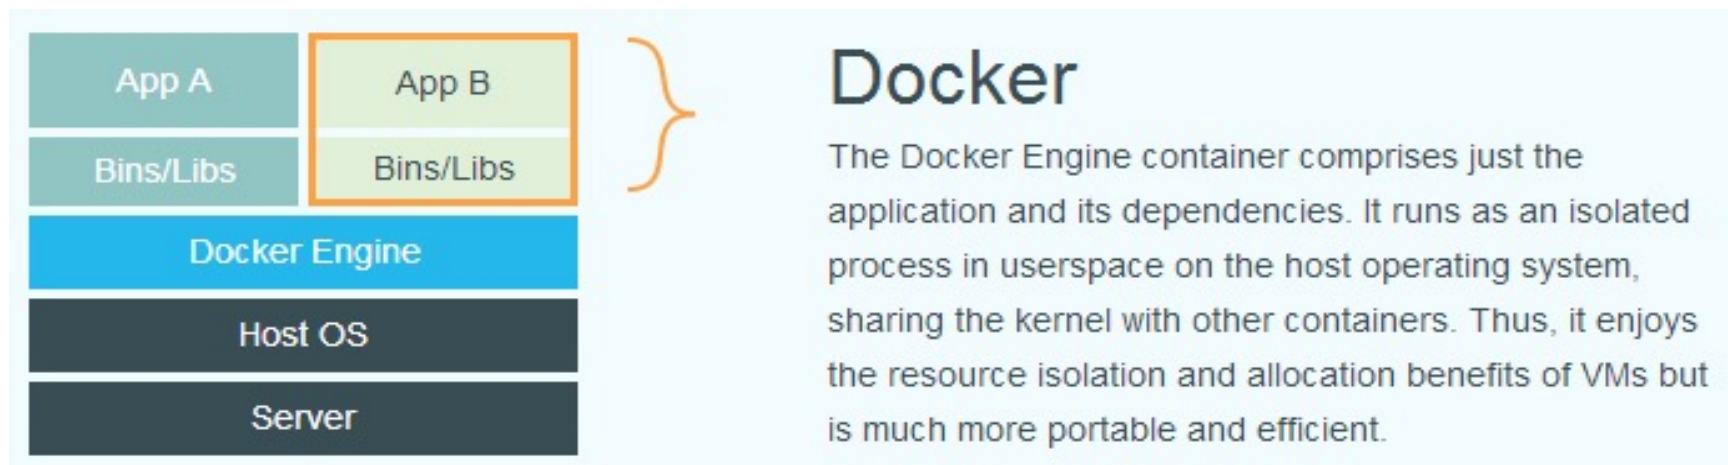 App A
App B
Bins/Libs
Bins/Libs
Docker Engine
Host OS
Server
Docker
The Docker Engine container comprises just the
application and its dependencies. It runs as an isolated
process in userspace on the host operating system,
sharing the kernel with other containers. Thus, it enjoys
the resource isolation and allocation benefits of VMs but
is much more portable and efficient.